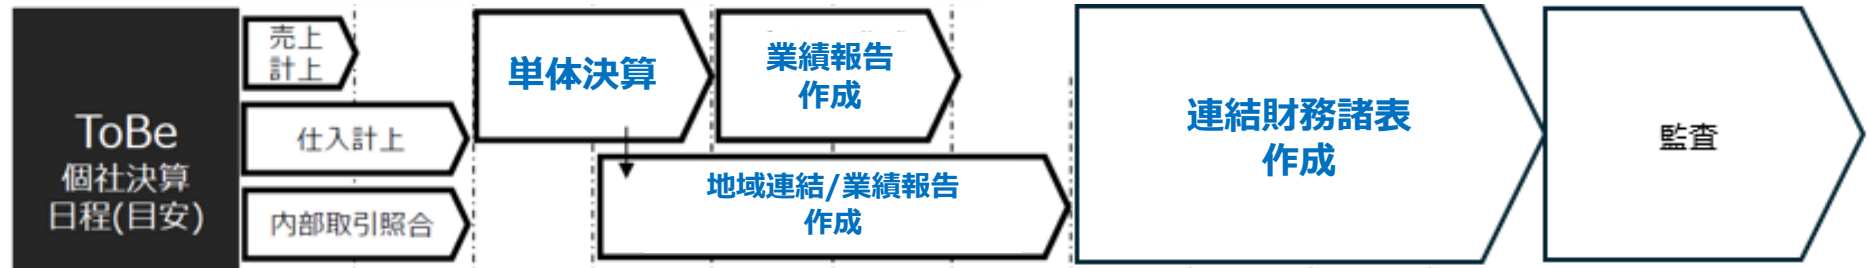 ToBe
個社決算
日程(目安)
売上
計上
仕入計上
内部取引照合
単体決算
業績報告
作成
地域連結/業績報告
作成
連結財務諸表
作成
監査